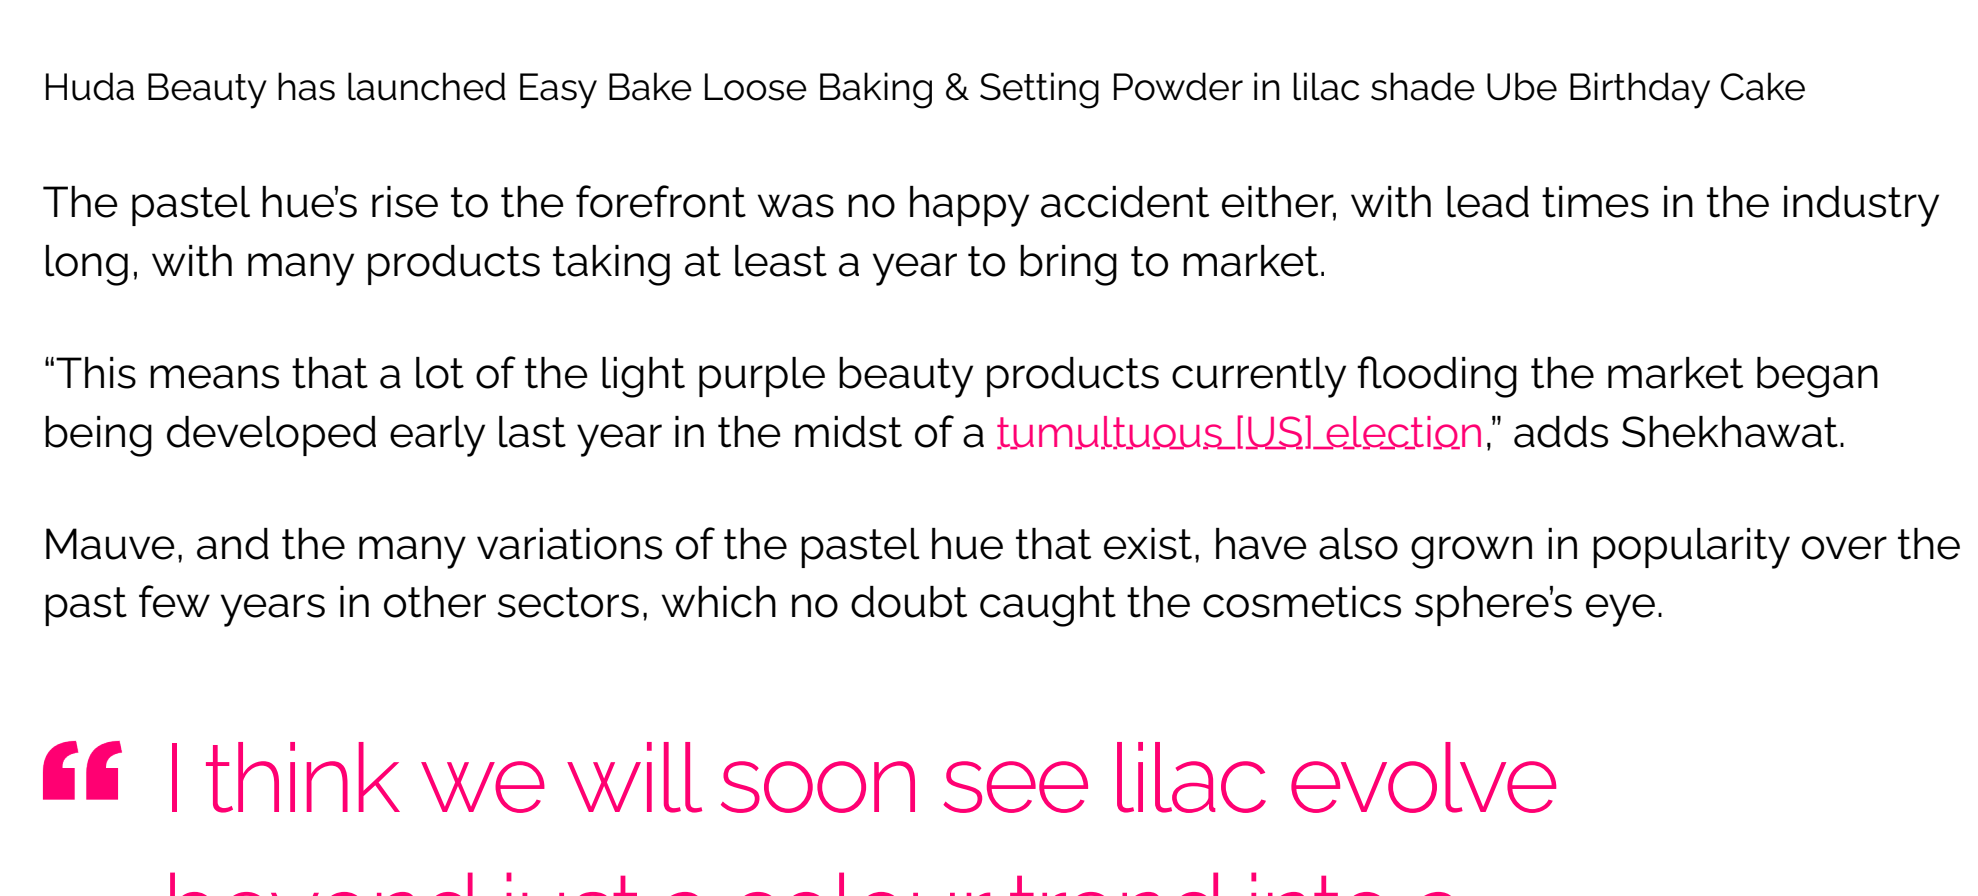 Huda Beauty has launched Easy Bake Loose Baking & Setting Powder in lilac shade Ube Birthday Cake
The pastel hue’s rise to the forefront was no happy accident either, with lead times in the industry
long, with many products taking at least a year to bring to market.
“This means that a lot of the light purple beauty products currently flooding the market began
being developed early last year in the midst of a tumultuous [US] election,” adds Shekhawat.
Mauve, and the many variations of the pastel hue that exist, have also grown in popularity over the
past few years in other sectors, which no doubt caught the cosmetics sphere’s eye.
“ I think we will soon see lilac evolve
beyond just a colour trend into a